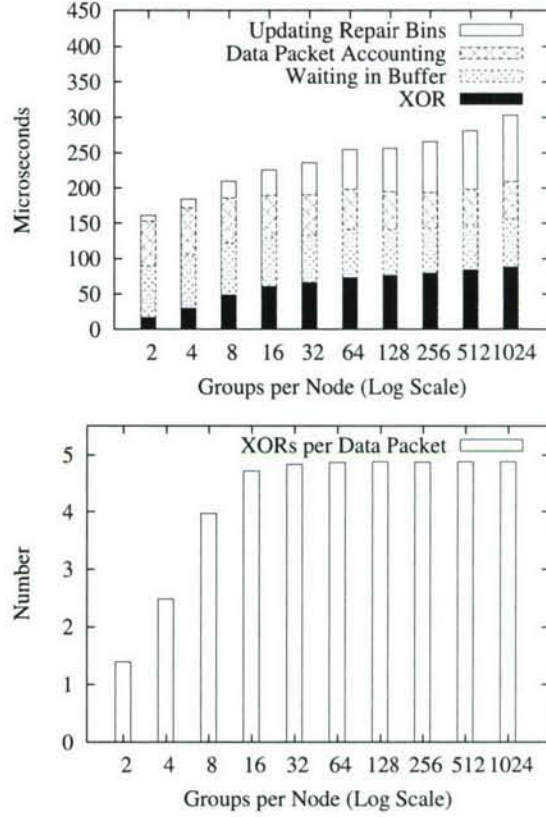 450
400
350
300
250
200
150
100
50
0
Microseconds
Updating Repair Bins
Data Packet Accounting
Waiting in Buffer
XOR
2 4 8 16 32 64 128 256 512 1024
Groups per Node (Log Scale)
5
4
3
2
1
0
Number
XORs per Data Packet
2 4 8 16 32 64 128 256 512 1024
Groups per Node (Log Scale)